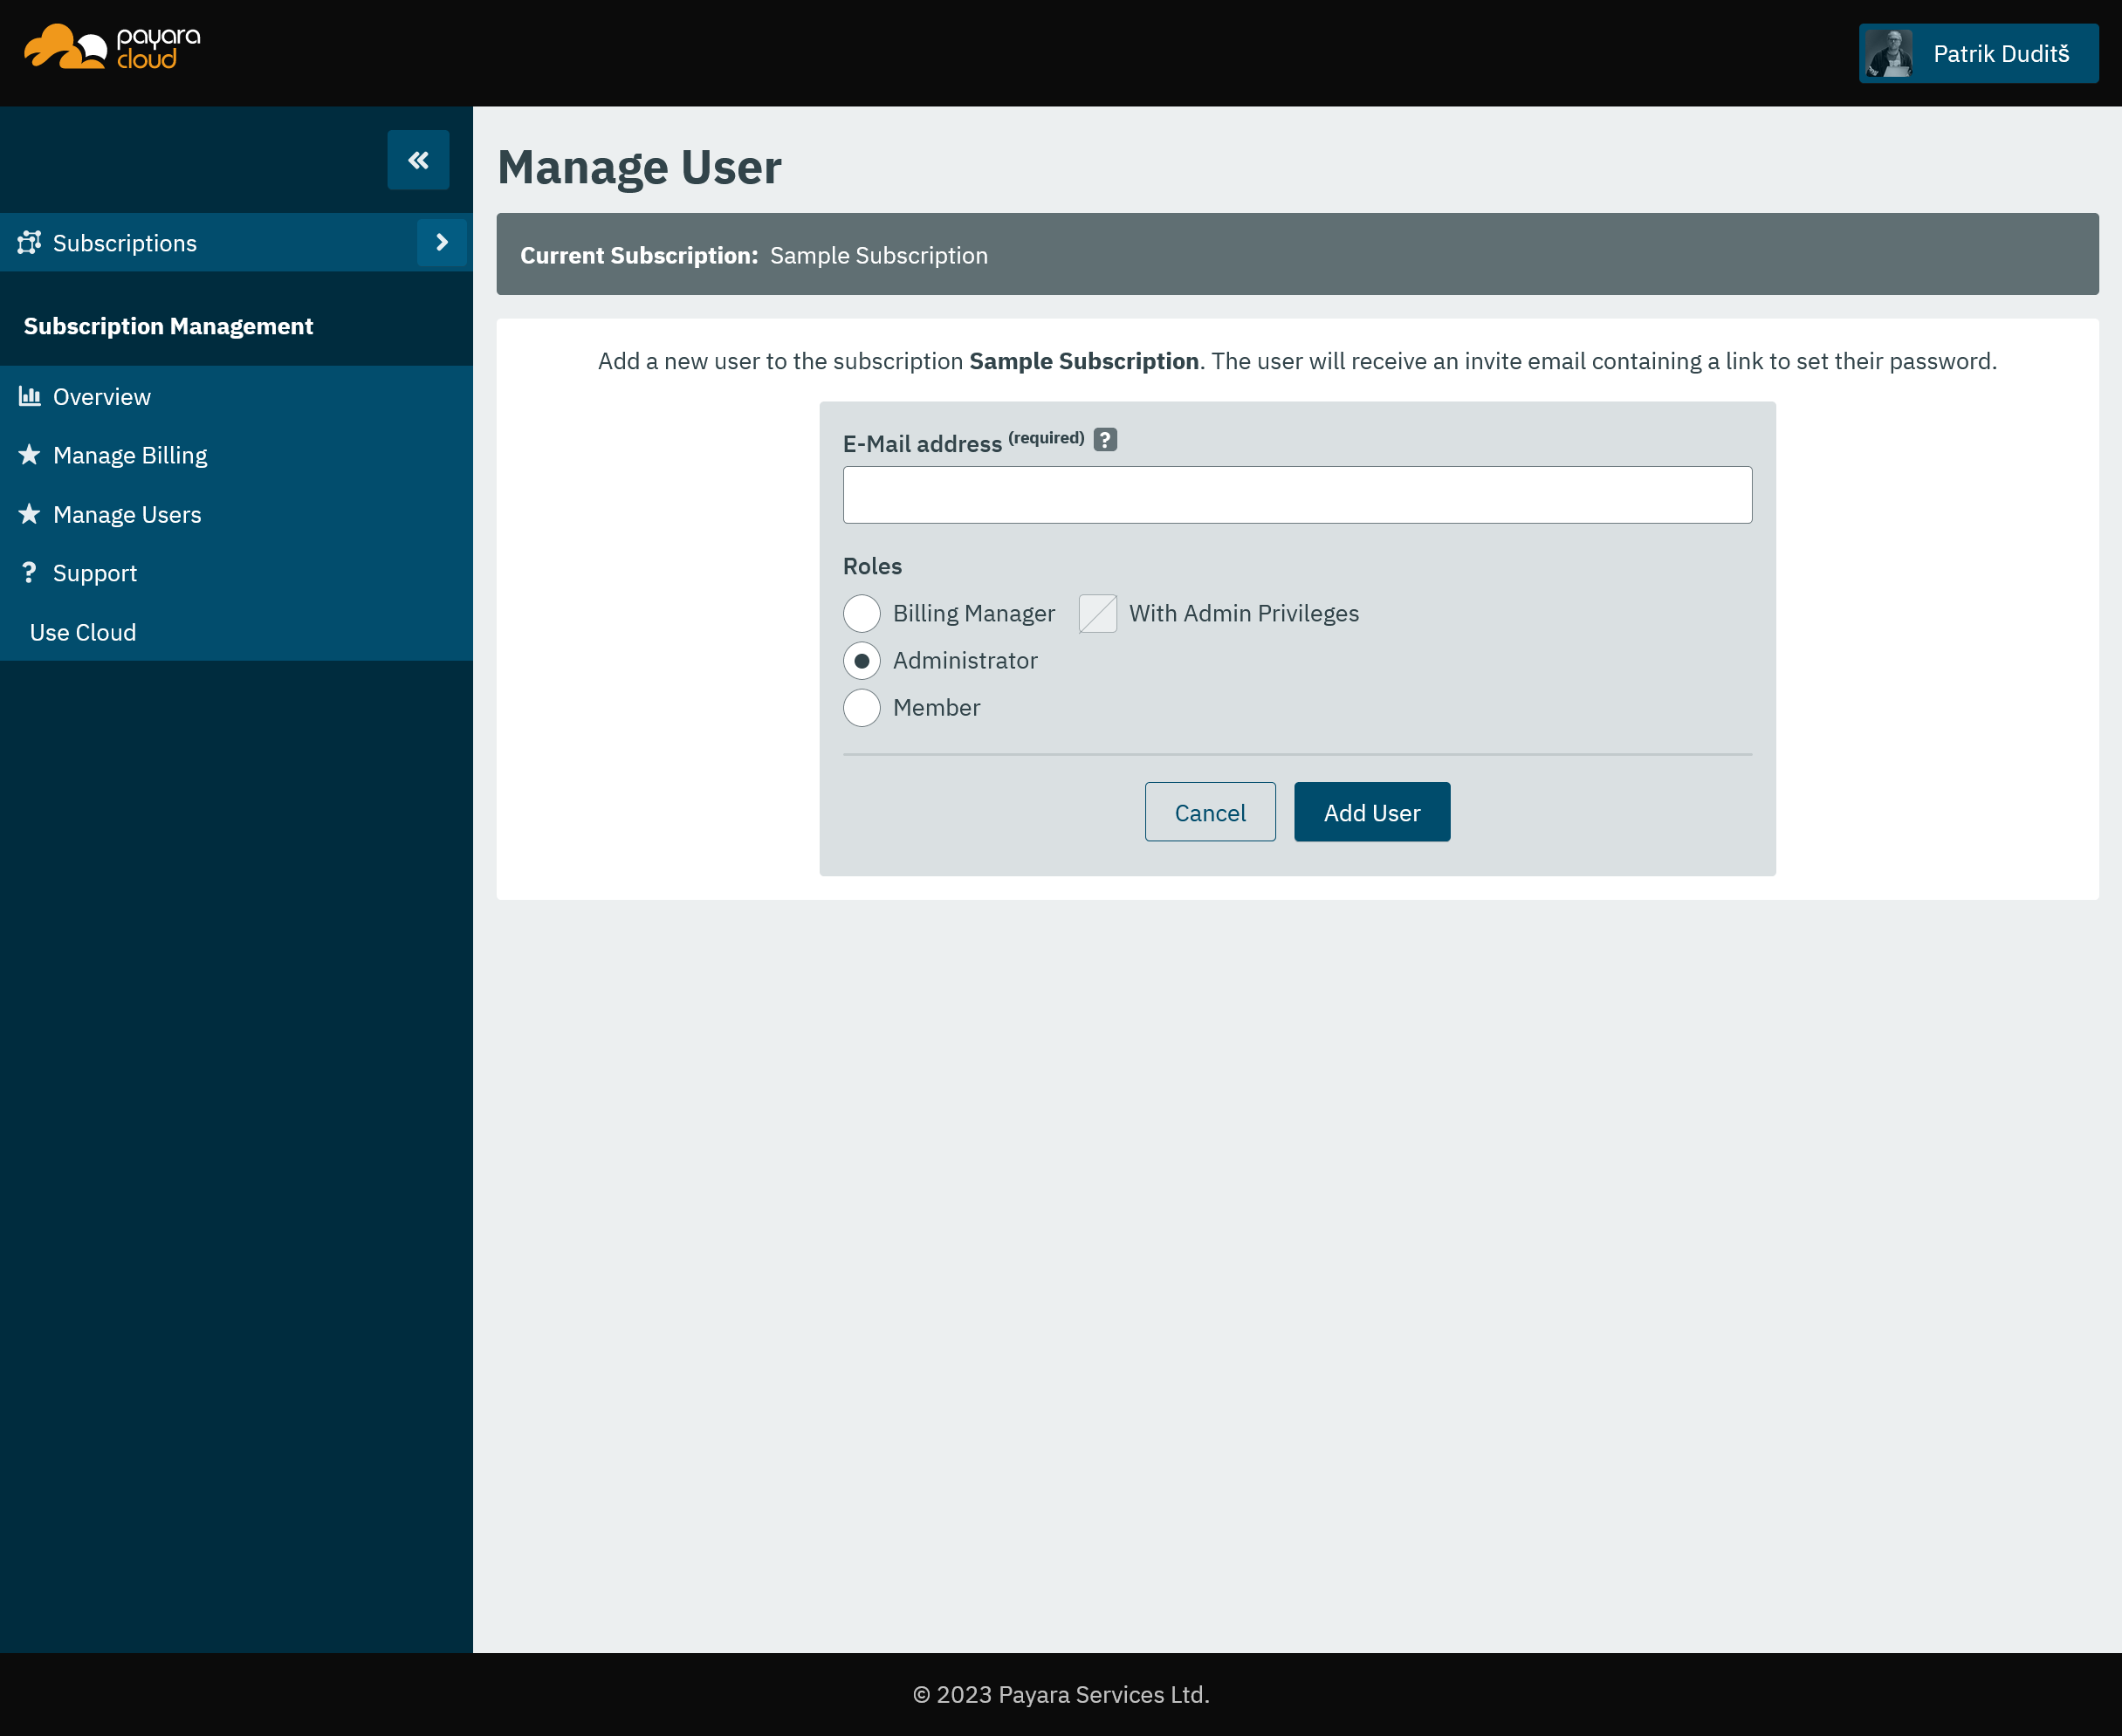 payara
cloud
Patrik Duditš
Subscriptions
Subscription Management
Overview
Manage Billing
Manage Users
Support
Use Cloud
Manage User
Current Subscription: Sample Subscription
Add a new user to the subscription Sample Subscription. The user will receive an invite email containing a link to set their password.
E-Mail address (required) ?
Roles
Billing Manager With Admin Privileges
Administrator
Member
Cancel Add User
© 2023 Payara Services Ltd.